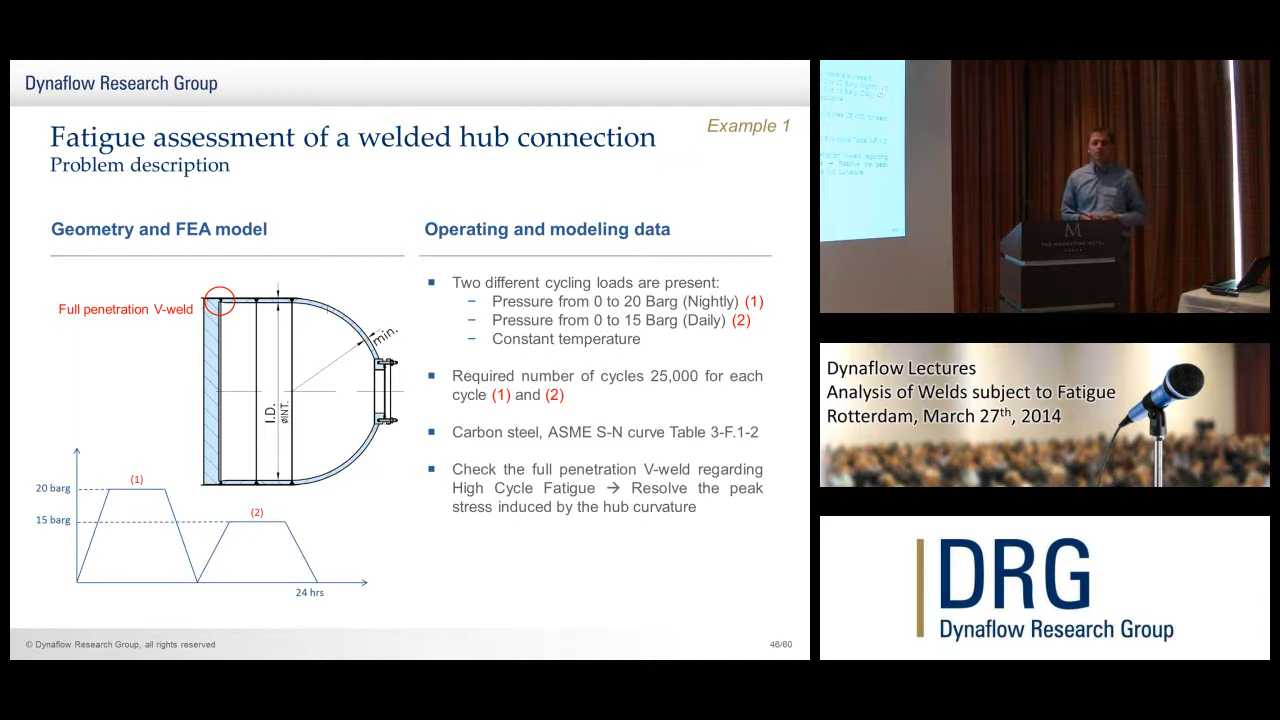 Dynaflow Research Group
Fatigue assessment of a welded hub connection
Example 1
Problem description
Geometry and FEA model
Full penetration V-weld
min.
I.D.
øINT.
20 barg
15 barg
(1)
(2)
24 hrs
Operating and modeling data
Two different cycling loads are present:
Pressure from 0 to 20 Barg (Nightly) (1)
Pressure from 0 to 15 Barg (Daily) (2)
Constant temperature
Required number of cycles 25,000 for each
cycle (1) and (2)
Carbon steel, ASME S-N curve Table 3-F.1-2
Check the full penetration V-weld regarding
High Cycle Fatigue → Resolve the peak
stress induced by the hub curvature
© Dynaflow Research Group, all rights reserved
46/60
M
THE MANHATTAN HOTEL
Dynaflow Lectures
Analysis of Welds subject to Fatigue
Rotterdam, March 27th, 2014
DRG
Dynaflow Research Group